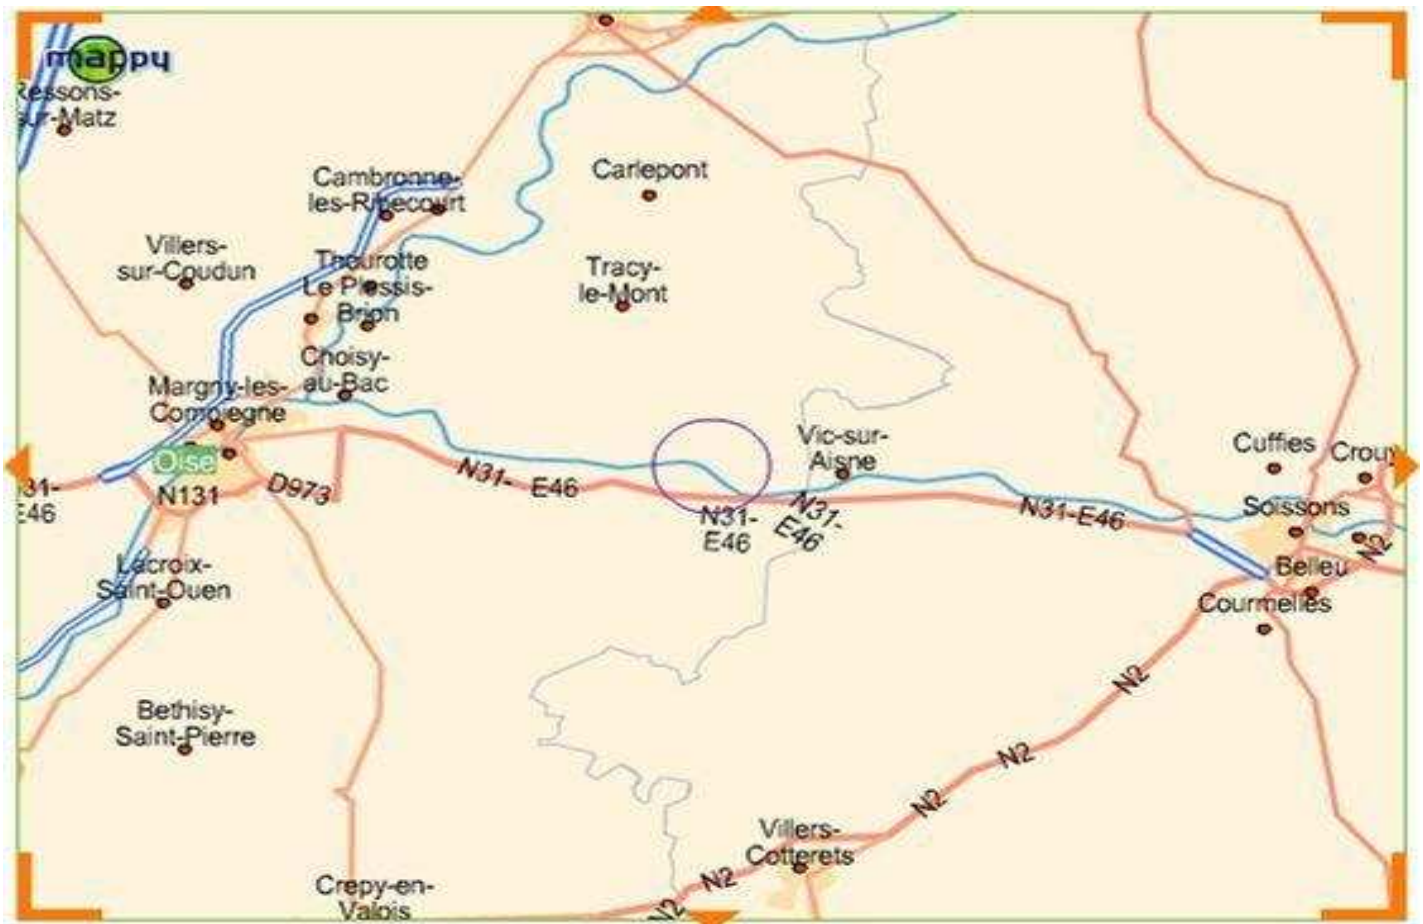 mappy
Ressons-
sur-Matz
Cambronne-
les-Ribecourt
Carlepont
Villers-
sur-Coudun
Thourotte
Le Plessis-
Brion
Tracy-
le-Mont
Choisy-
au-Bac
Margny-les-
Compiegne
Oise
N131
D973
N31-
E46
N31- E46
Vic-sur-
Aisne
N31-
E46
N31-
E46
N31-E46
Cuffies
Crouy
Soissons
N2
Belleu
Courmelles
Lacroix-
Saint-Ouen
Bethisy-
Saint-Pierre
N2
N2
N2
Villers-
Cotterets
N2
N2
Crepy-en-
Valois